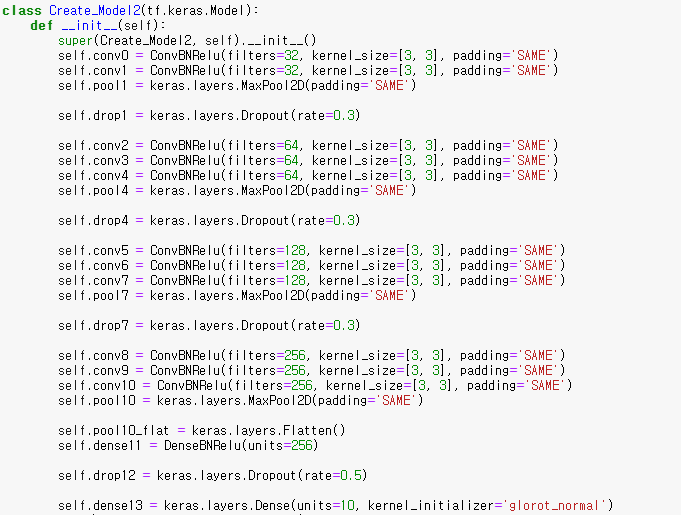 class Create_Model2(tf.keras.Model):
    def __init__(self):
        super(Create_Model2, self).__init__()
        self.conv0 = ConvBNRelu(filters=32, kernel_size=[3, 3], padding='SAME')
        self.conv1 = ConvBNRelu(filters=32, kernel_size=[3, 3], padding='SAME')
        self.pool1 = keras.layers.MaxPool2D(padding='SAME')

        self.drop1 = keras.layers.Dropout(rate=0.3)

        self.conv2 = ConvBNRelu(filters=64, kernel_size=[3, 3], padding='SAME')
        self.conv3 = ConvBNRelu(filters=64, kernel_size=[3, 3], padding='SAME')
        self.conv4 = ConvBNRelu(filters=64, kernel_size=[3, 3], padding='SAME')
        self.pool4 = keras.layers.MaxPool2D(padding='SAME')

        self.drop4 = keras.layers.Dropout(rate=0.3)

        self.conv5 = ConvBNRelu(filters=128, kernel_size=[3, 3], padding='SAME')
        self.conv6 = ConvBNRelu(filters=128, kernel_size=[3, 3], padding='SAME')
        self.conv7 = ConvBNRelu(filters=128, kernel_size=[3, 3], padding='SAME')
        self.pool7 = keras.layers.MaxPool2D(padding='SAME')

        self.drop7 = keras.layers.Dropout(rate=0.3)

        self.conv8 = ConvBNRelu(filters=256, kernel_size=[3, 3], padding='SAME')
        self.conv9 = ConvBNRelu(filters=256, kernel_size=[3, 3], padding='SAME')
        self.conv10 = ConvBNRelu(filters=256, kernel_size=[3, 3], padding='SAME')
        self.pool10 = keras.layers.MaxPool2D(padding='SAME')

        self.pool10_flat = keras.layers.Flatten()
        self.dense11 = DenseBNRelu(units=256)

        self.drop12 = keras.layers.Dropout(rate=0.5)

        self.dense13 = keras.layers.Dense(units=10, kernel_initializer='glorot_normal')